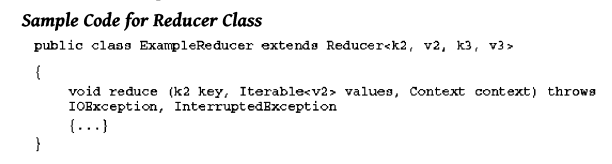 Sample Code for Reducer Class
public class ExampleReducer extends Reducer<k2, v2, k3, v3>
{
void reduce (k2 key, Iterable<v2> values, Context context) throws
IOException, InterruptedException
{...}
}